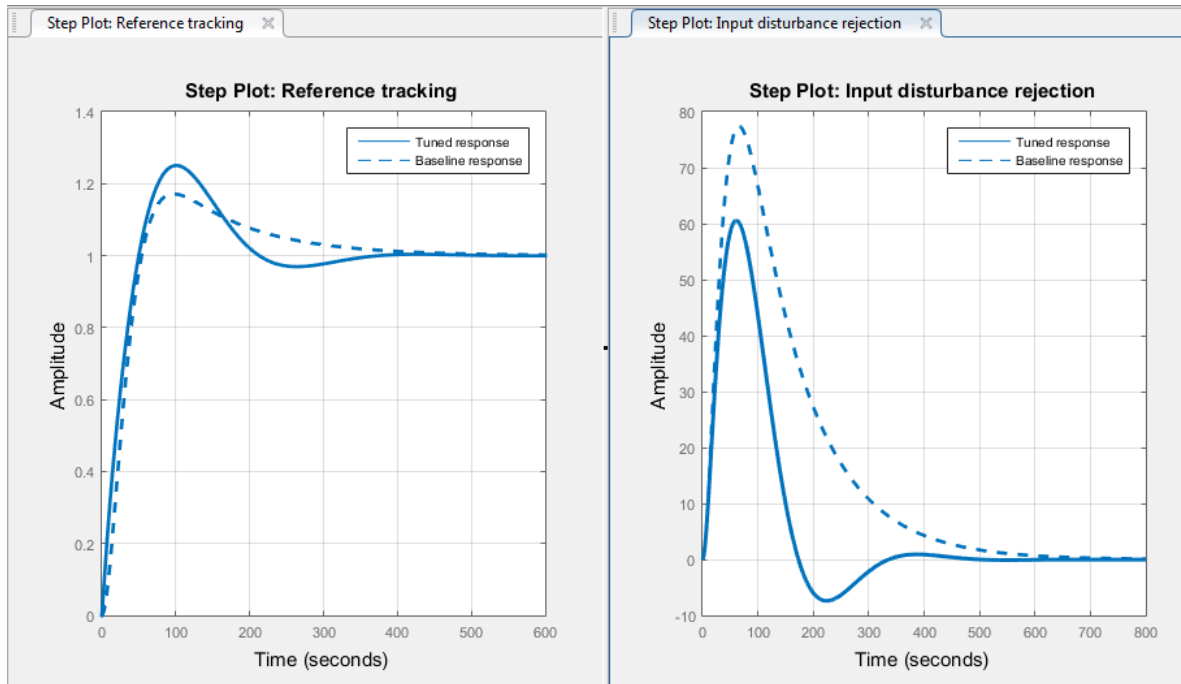 Step Plot: Reference tracking
Step Plot: Reference tracking
Tuned response
Baseline response
1.4
1.2
1
0.8
0.6
0.4
0.2
0
Amplitude
0 100 200 300 400 500 600
Time (seconds)
Step Plot: Input disturbance rejection
Step Plot: Input disturbance rejection
Tuned response
Baseline response
80
70
60
50
40
30
20
10
0
-10
Amplitude
0 100 200 300 400 500 600 700 800
Time (seconds)